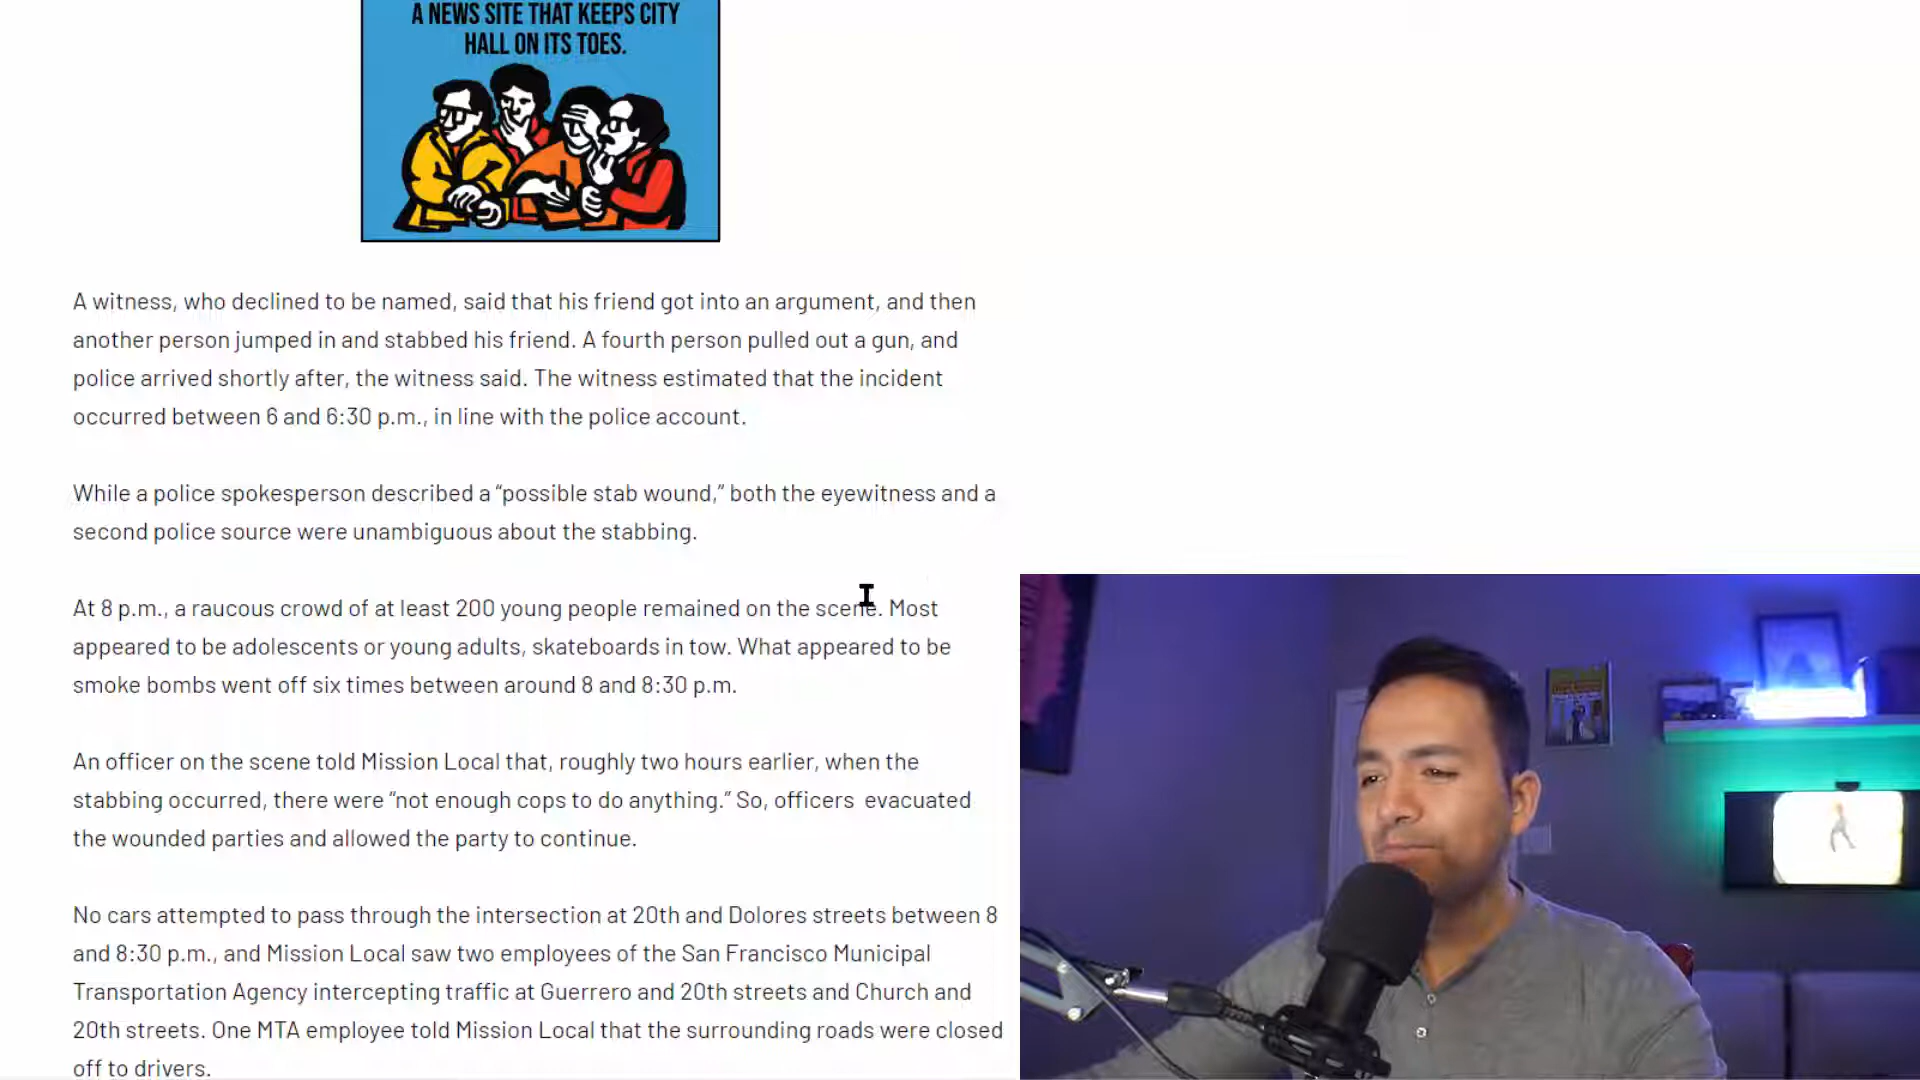 A NEWS SITE THAT KEEPS CITY
HALL ON ITS TOES.
A witness, who declined to be named, said that his friend got into an argument, and then
another person jumped in and stabbed his friend. A fourth person pulled out a gun, and
police arrived shortly after, the witness said. The witness estimated that the incident
occurred between 6 and 6:30 p.m., in line with the police account.
While a police spokesperson described a “possible stab wound,” both the eyewitness and a
second police source were unambiguous about the stabbing.
At 8 p.m., a raucous crowd of at least 200 young people remained on the scene. Most
appeared to be adolescents or young adults, skateboards in tow. What appeared to be
smoke bombs went off six times between around 8 and 8:30 p.m.
An officer on the scene told Mission Local that, roughly two hours earlier, when the
stabbing occurred, there were “not enough cops to do anything.” So, officers  evacuated
the wounded parties and allowed the party to continue.
No cars attempted to pass through the intersection at 20th and Dolores streets between 8
and 8:30 p.m., and Mission Local saw two employees of the San Francisco Municipal
Transportation Agency intercepting traffic at Guerrero and 20th streets and Church and
20th streets. One MTA employee told Mission Local that the surrounding roads were closed
off to drivers.